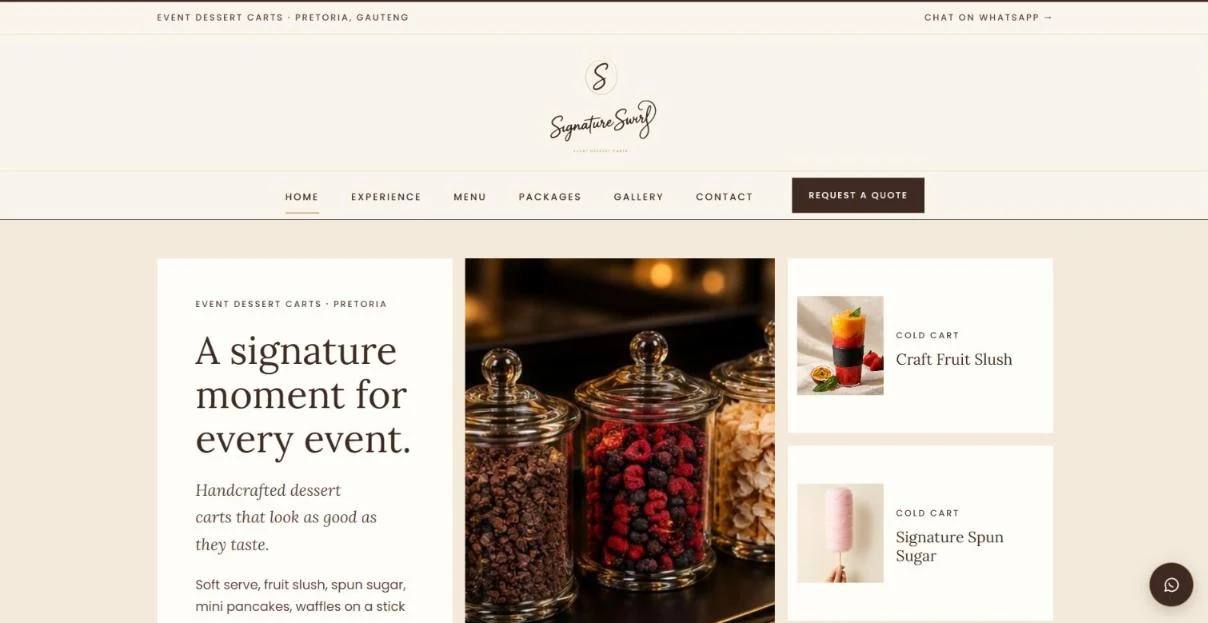 EVENT DESSERT CARTS · PRETORIA, GAUTENG
CHAT ON WHATSAPP →
S
Signature Swirl
EVENT DESSERT CARTS
HOME
EXPERIENCE
MENU
PACKAGES
GALLERY
CONTACT
REQUEST A QUOTE
EVENT DESSERT CARTS · PRETORIA
A signature
moment for
every event.
Handcrafted dessert
carts that look as good as
they taste.
Soft serve, fruit slush, spun sugar,
mini pancakes, waffles on a stick
COLD CART
Craft Fruit Slush
COLD CART
Signature Spun
Sugar